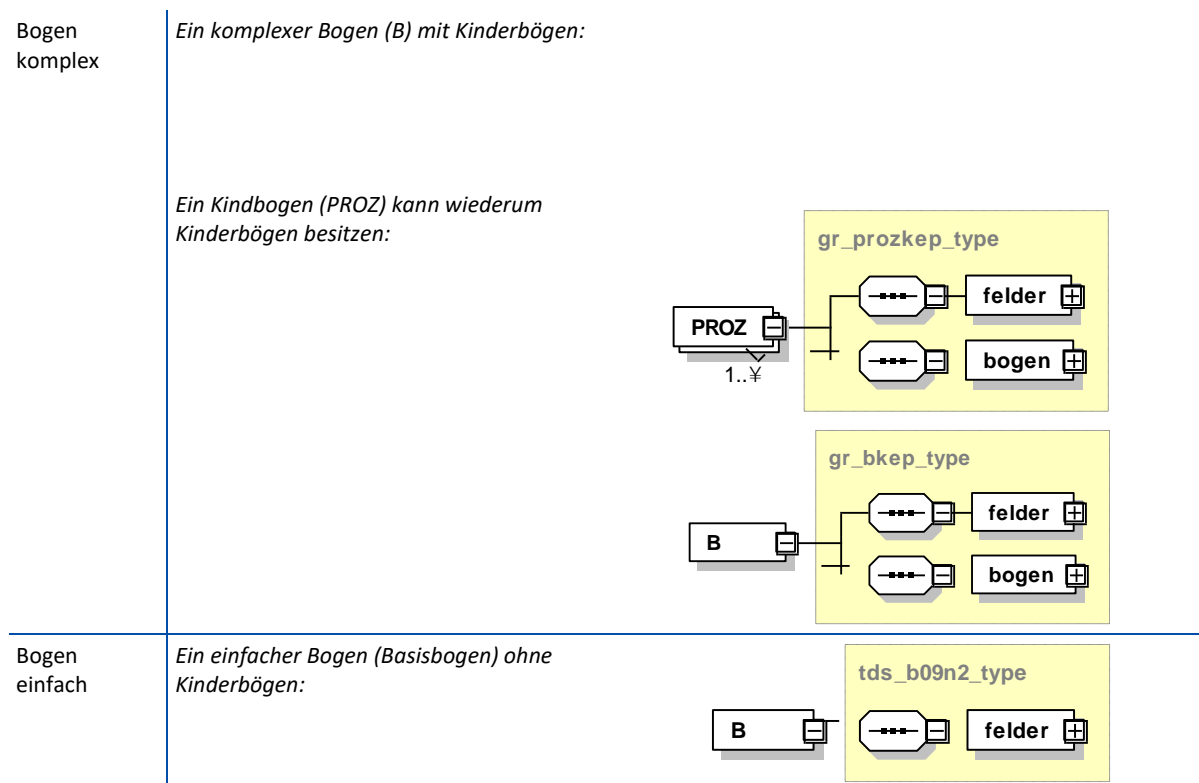 Bogen
komplex
Ein komplexer Bogen (B) mit Kinderbögen:
Ein Kindbogen (PROZ) kann wiederum
Kinderbögen besitzen:
gr_prozkep_type
felder
PROZ
bogen
1..¥
gr_bkep_type
felder
B
bogen
Bogen
einfach
Ein einfacher Bogen (Basisbogen) ohne
Kinderbögen:
tds_b09n2_type
B
felder